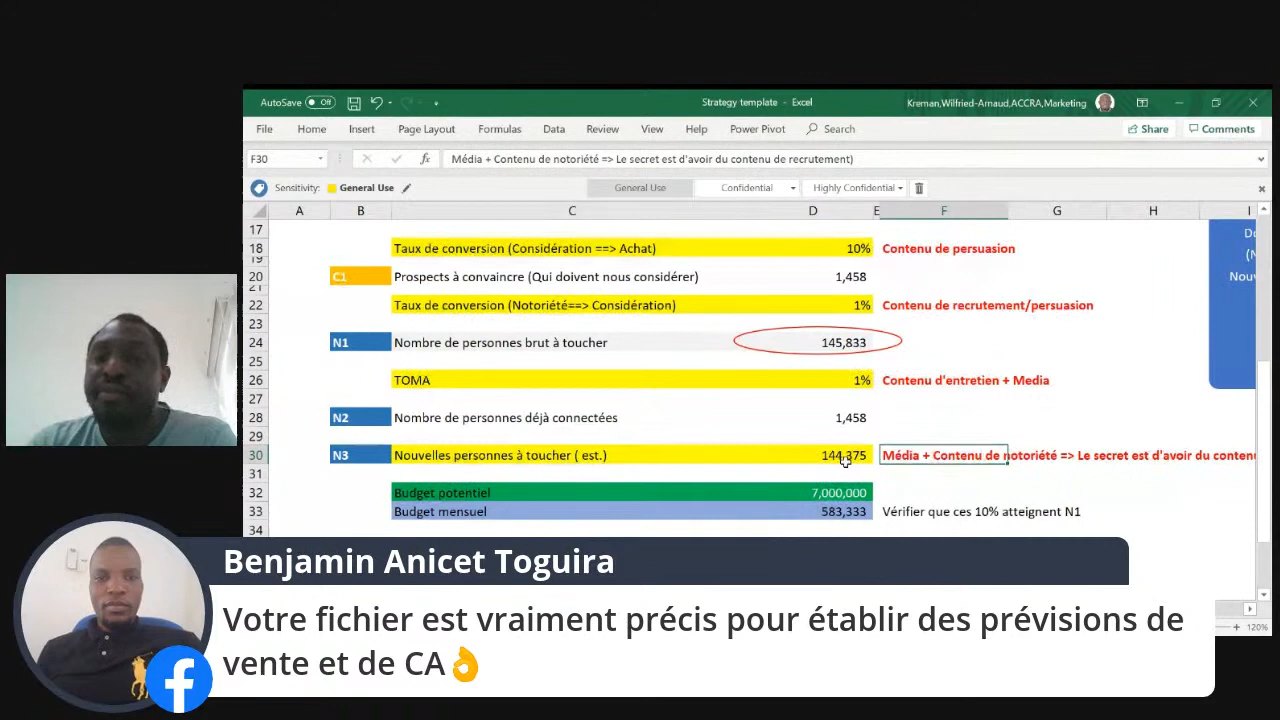 AutoSave Off
Strategy template - Excel
Kreman,Wilfried-Arnaud,ACCRA,Marketing
File Home Insert Page Layout Formulas Data Review View Help Power Pivot Search Share Comments
F30 fx Média + Contenu de notoriété => Le secret est d'avoir du contenu de recrutement)
Sensitivity: General Use General Use Confidential Highly Confidential
A B C D E F G H I
17
18 Taux de conversion (Considération ==> Achat) 10% Contenu de persuasion
19
20 C1 Prospects à convaincre (Qui doivent nous considérer) 1,458
21
22 Taux de conversion (Notoriété==> Considération) 1% Contenu de recrutement/persuasion
23
24 N1 Nombre de personnes brut à toucher 145,833
25
26 TOMA 1% Contenu d'entretien + Media
27
28 N2 Nombre de personnes déjà connectées 1,458
29
30 N3 Nouvelles personnes à toucher ( est.) 144,375 Média + Contenu de notoriété => Le secret est d'avoir du conten
31
32 Budget potentiel 7,000,000
33 Budget mensuel 583,333 Vérifier que ces 10% atteignent N1
34
120%
Benjamin Anicet Toguira
Votre fichier est vraiment précis pour établir des prévisions de
vente et de CA👌